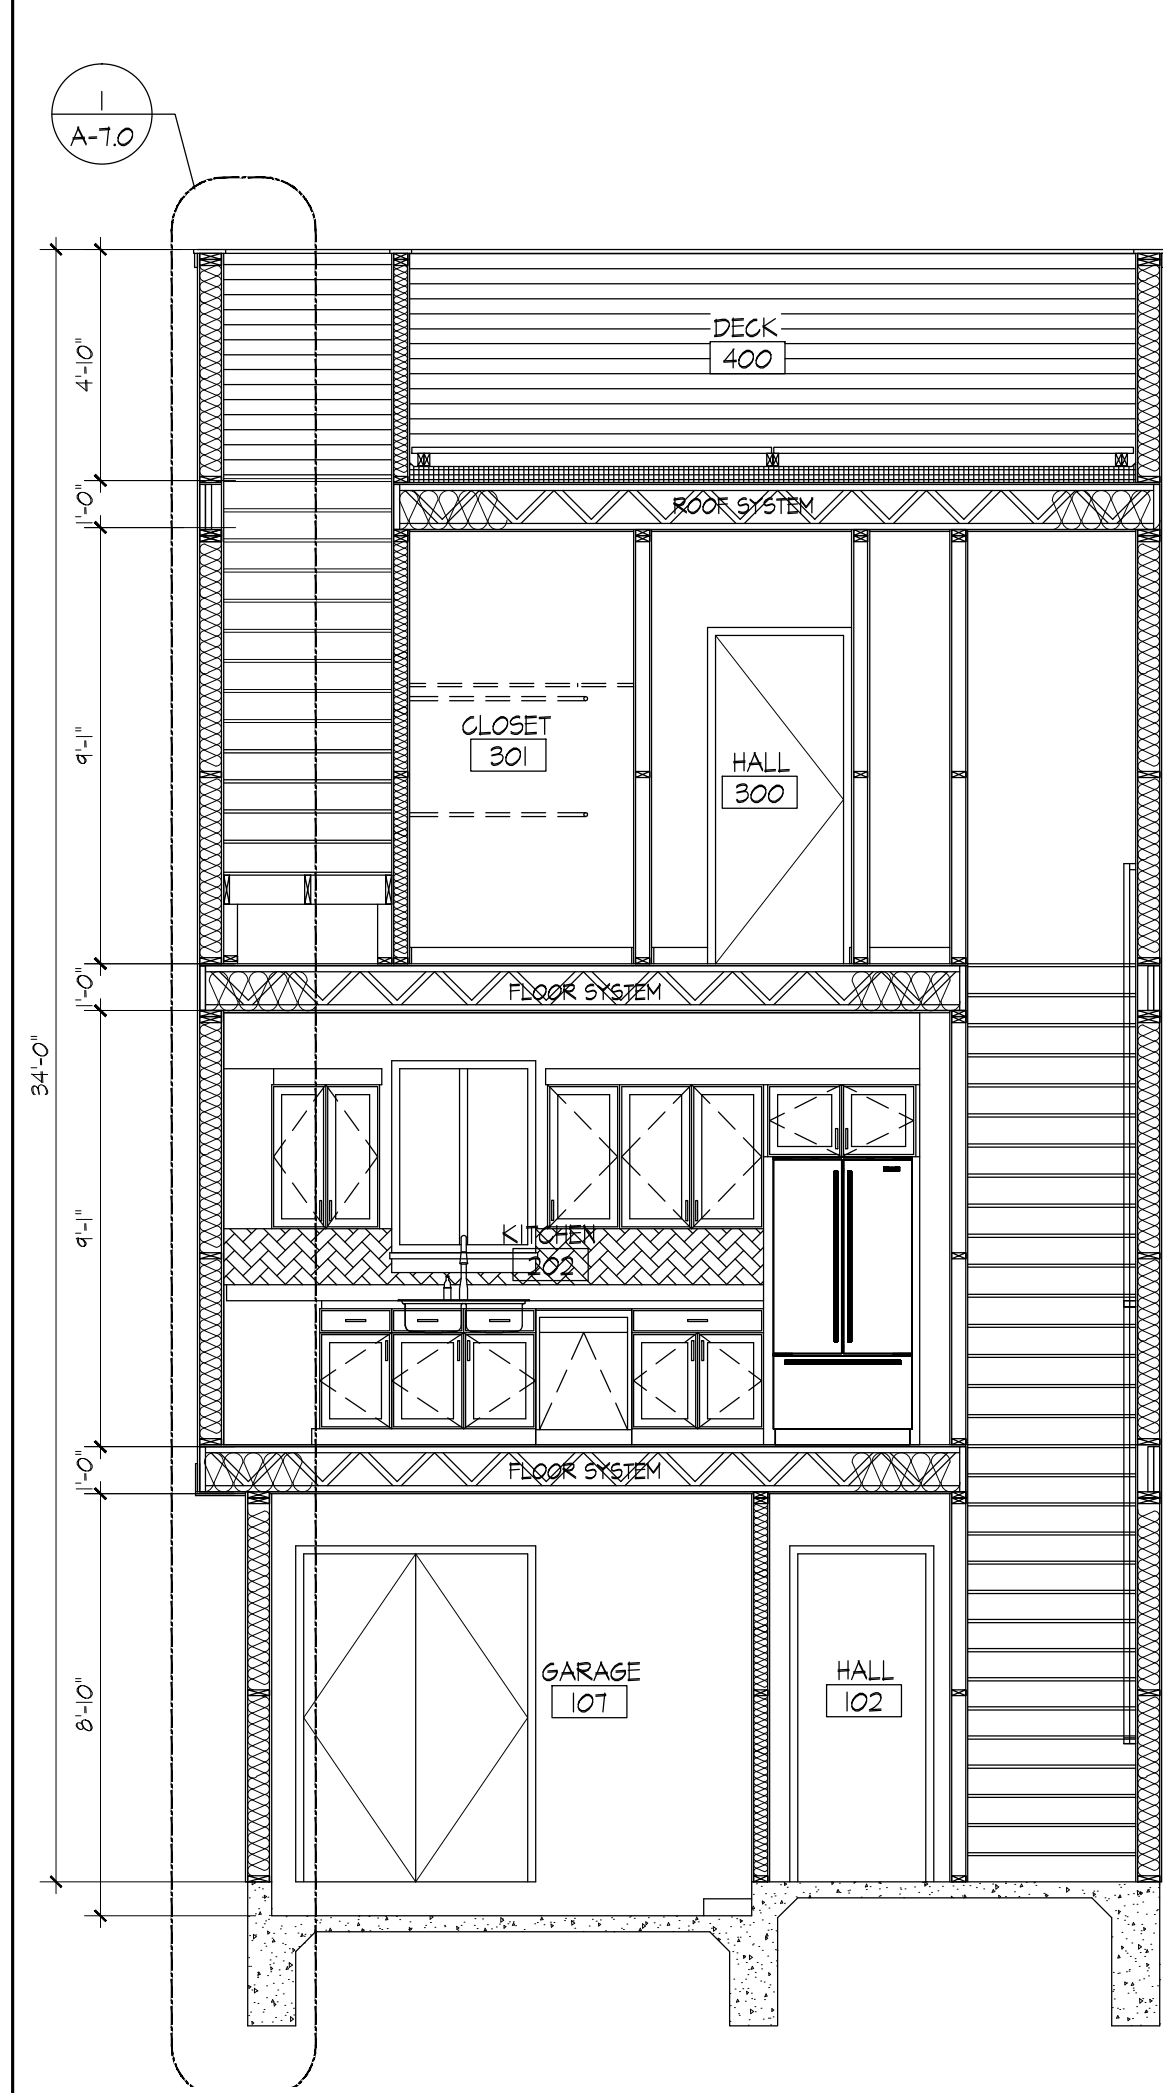 1
A-7.0
DECK
400
4'-10"
1'-0"
ROOF SYSTEM
9'-1"
CLOSET
301
HALL
300
1'-0"
FLOOR SYSTEM
34'-0"
9'-1"
KITCHEN
202
1'-0"
FLOOR SYSTEM
8'-10"
GARAGE
107
HALL
102